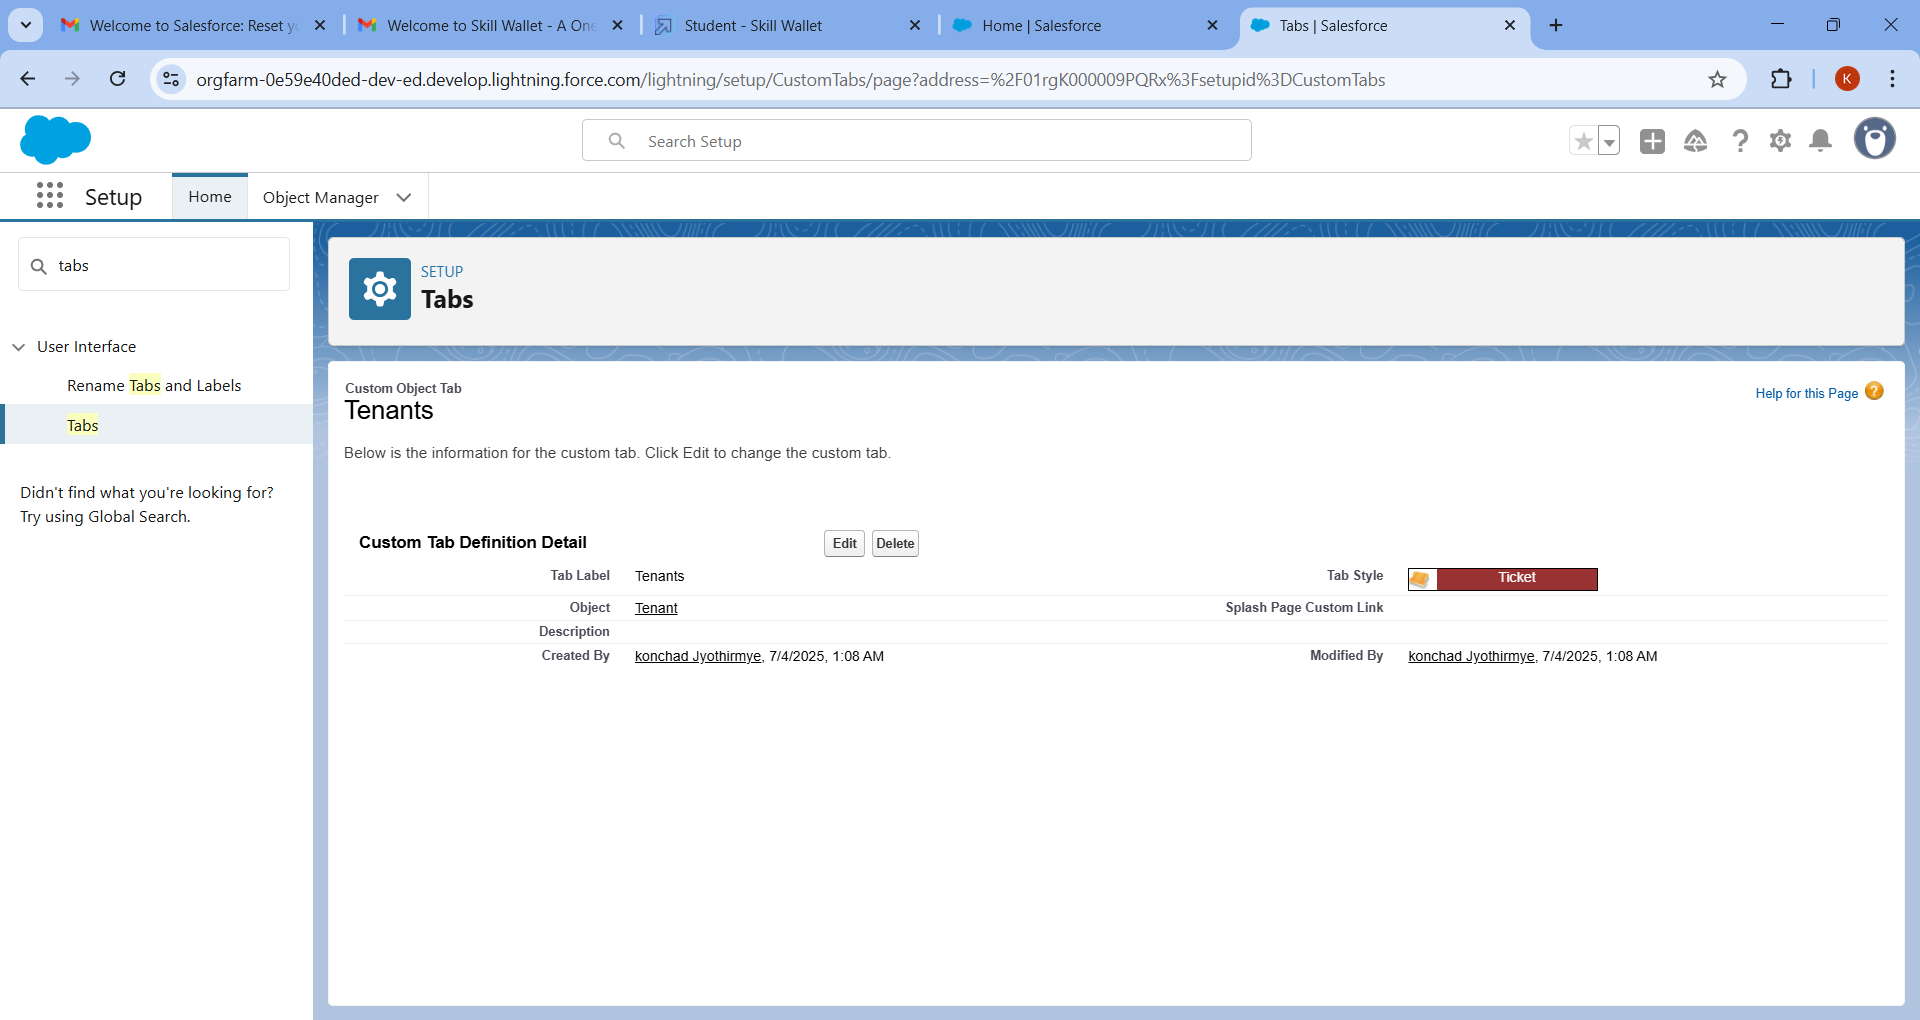 Welcome to Salesforce: Reset yo
Welcome to Skill Wallet - A One
Student - Skill Wallet
Home | Salesforce
Tabs | Salesforce
orgfarm-0e59e40ded-dev-ed.develop.lightning.force.com/lightning/setup/CustomTabs/page?address=%2F01rgK000009PQRx%3Fsetupid%3DCustomTabs
K
Search Setup
Setup
Home
Object Manager
tabs
User Interface
Rename Tabs and Labels
Tabs
Didn't find what you're looking for?
Try using Global Search.
SETUP
Tabs
Custom Object Tab
Tenants
Help for this Page
Below is the information for the custom tab. Click Edit to change the custom tab.
Custom Tab Definition Detail
Edit
Delete
Tab Label Tenants
Tab Style Ticket
Object Tenant
Splash Page Custom Link
Description
Created By konchad Jyothirmye, 7/4/2025, 1:08 AM
Modified By konchad Jyothirmye, 7/4/2025, 1:08 AM